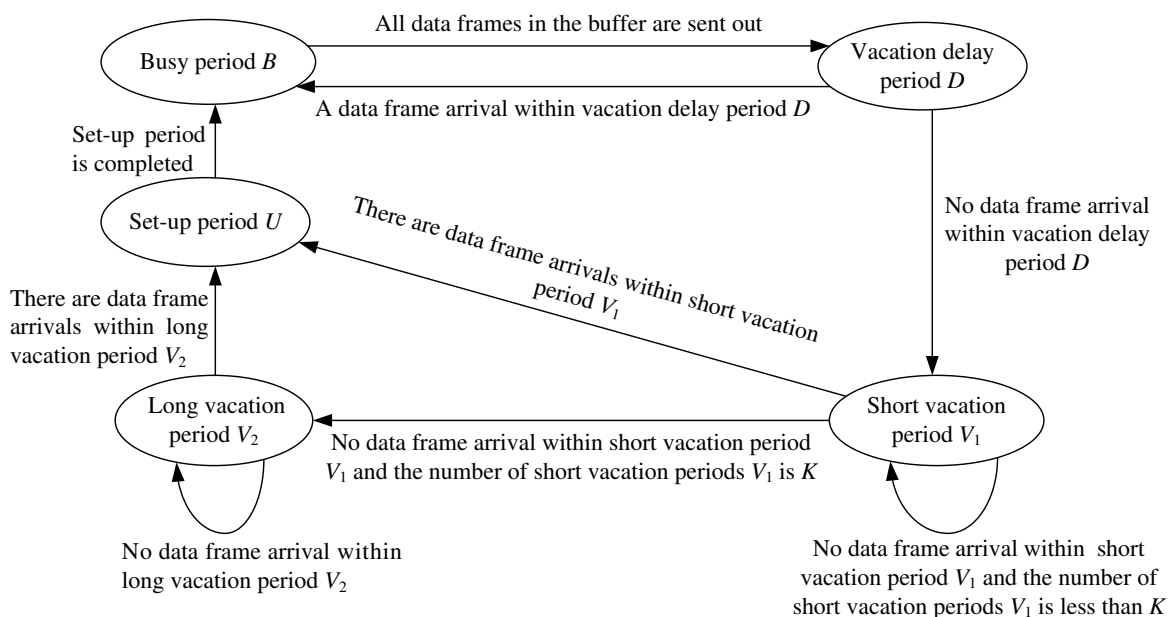 All data frames in the buffer are sent out
Busy period B
Vacation delay
period D
A data frame arrival within vacation delay period D
Set-up period
is completed
Set-up period U
There are data frame arrivals within short vacation
period V1
No data frame arrival
within vacation delay
period D
There are data frame
arrivals within long
vacation period V2
Long vacation
period V2
Short vacation
period V1
No data frame arrival within short vacation period
V1 and the number of short vacation periods V1 is K
No data frame arrival within
long vacation period V2
No data frame arrival within short
vacation period V1 and the number of
short vacation periods V1 is less than K